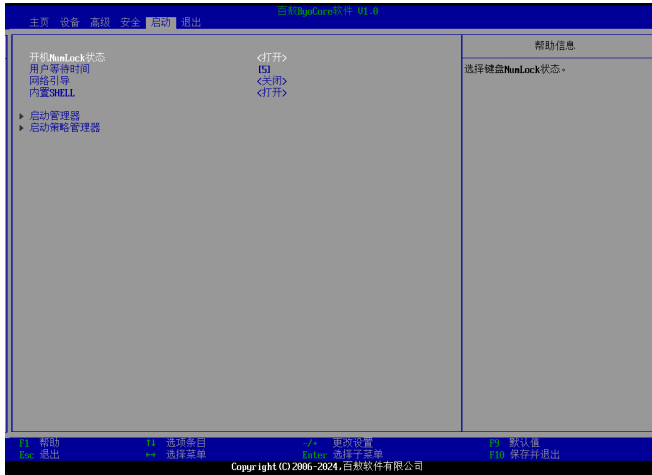 百敖ByoCore软件 V1.0
主页 设备 高级 安全 启动 退出
开机NumLock状态 <打开>
用户等待时间 [5]
网络引导 <关闭>
内置SHELL <打开>
▶ 启动管理器
▶ 启动策略管理器
帮助信息
选择键盘NumLock状态。
F1 帮助 ↑↓ 选项条目 -/+ 更改设置 F9 默认值
Esc 退出 ←→ 选择菜单 Enter 选择子菜单 F10 保存并退出
Copyright(C)2006-2024,百敖软件有限公司